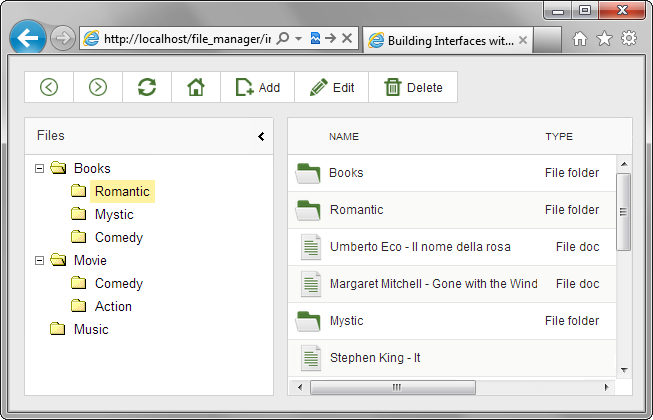 http://localhost/file_manager/ir
Building Interfaces wit...
Add
Edit
Delete
Files
Books
Romantic
Mystic
Comedy
Movie
Comedy
Action
Music
NAME TYPE
Books File folder
Romantic File folder
Umberto Eco - Il nome della rosa File doc
Margaret Mitchell - Gone with the Wind File doc
Mystic File folder
Stephen King - It